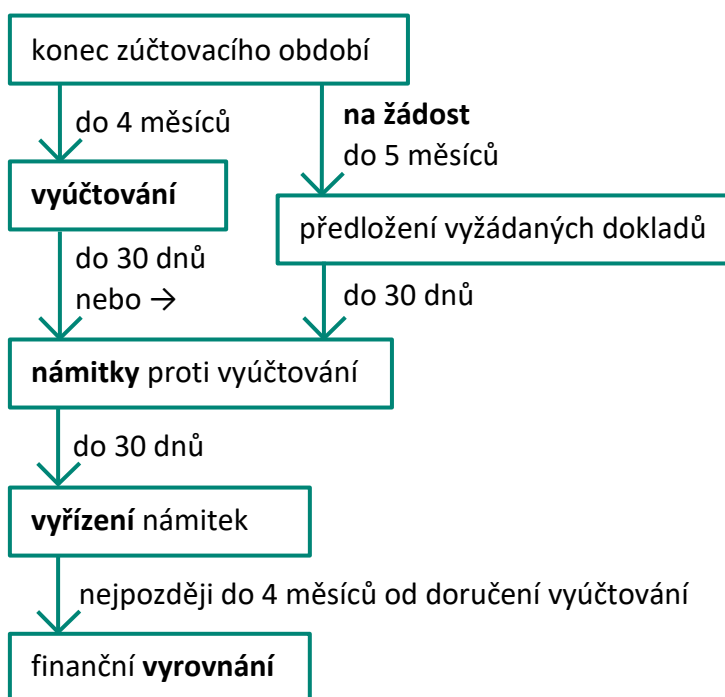 konec zúčtovacího období
do 4 měsíců
na žádost
do 5 měsíců
vyúčtování
předložení vyžádaných dokladů
do 30 dnů
nebo →
do 30 dnů
námitky proti vyúčtování
do 30 dnů
vyřízení námitek
nejpozději do 4 měsíců od doručení vyúčtování
finanční vyrovnání